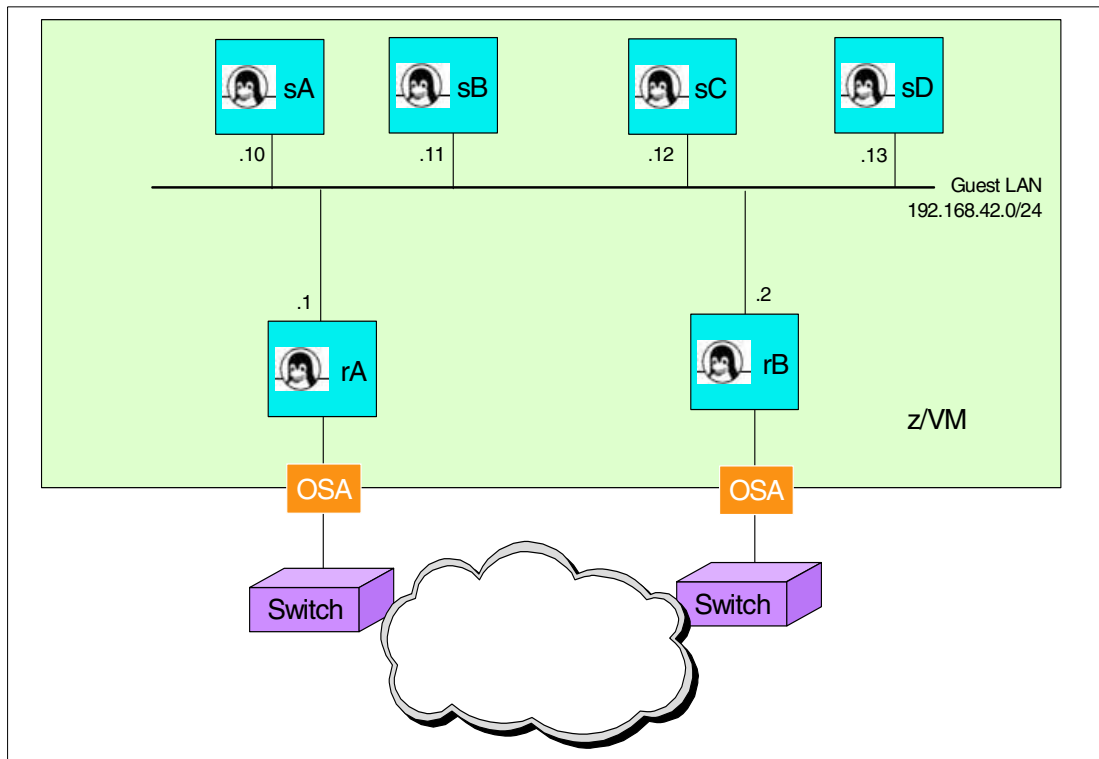 sA
sB
sC
sD
.10
.11
.12
.13
Guest LAN
192.168.42.0/24
.1
.2
rA
rB
z/VM
OSA
OSA
Switch
Switch